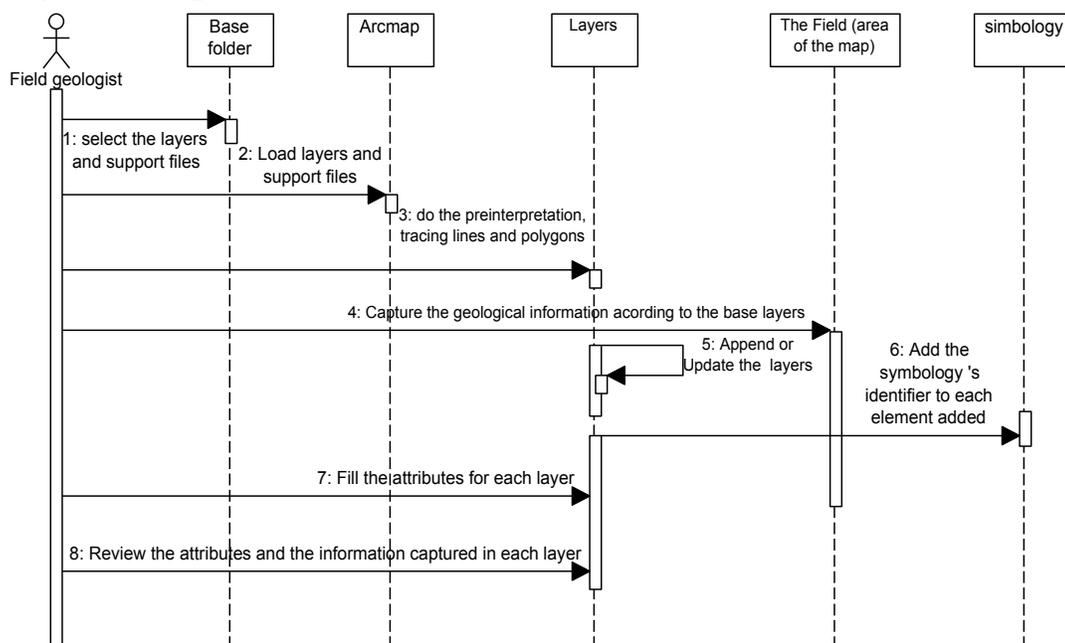 Base
folder
Arcmap
Layers
The Field (area
of the map)
simbology
Field geologist
1: select the layers
and support files
2: Load layers and
support files
3: do the preinterpretation,
tracing lines and polygons
4: Capture the geological information acording to the base layers
5: Append or
Update the layers
6: Add the
symbology 's
identifier to each
element added
7: Fill the attributes for each layer
8: Review the attributes and the information captured in each layer